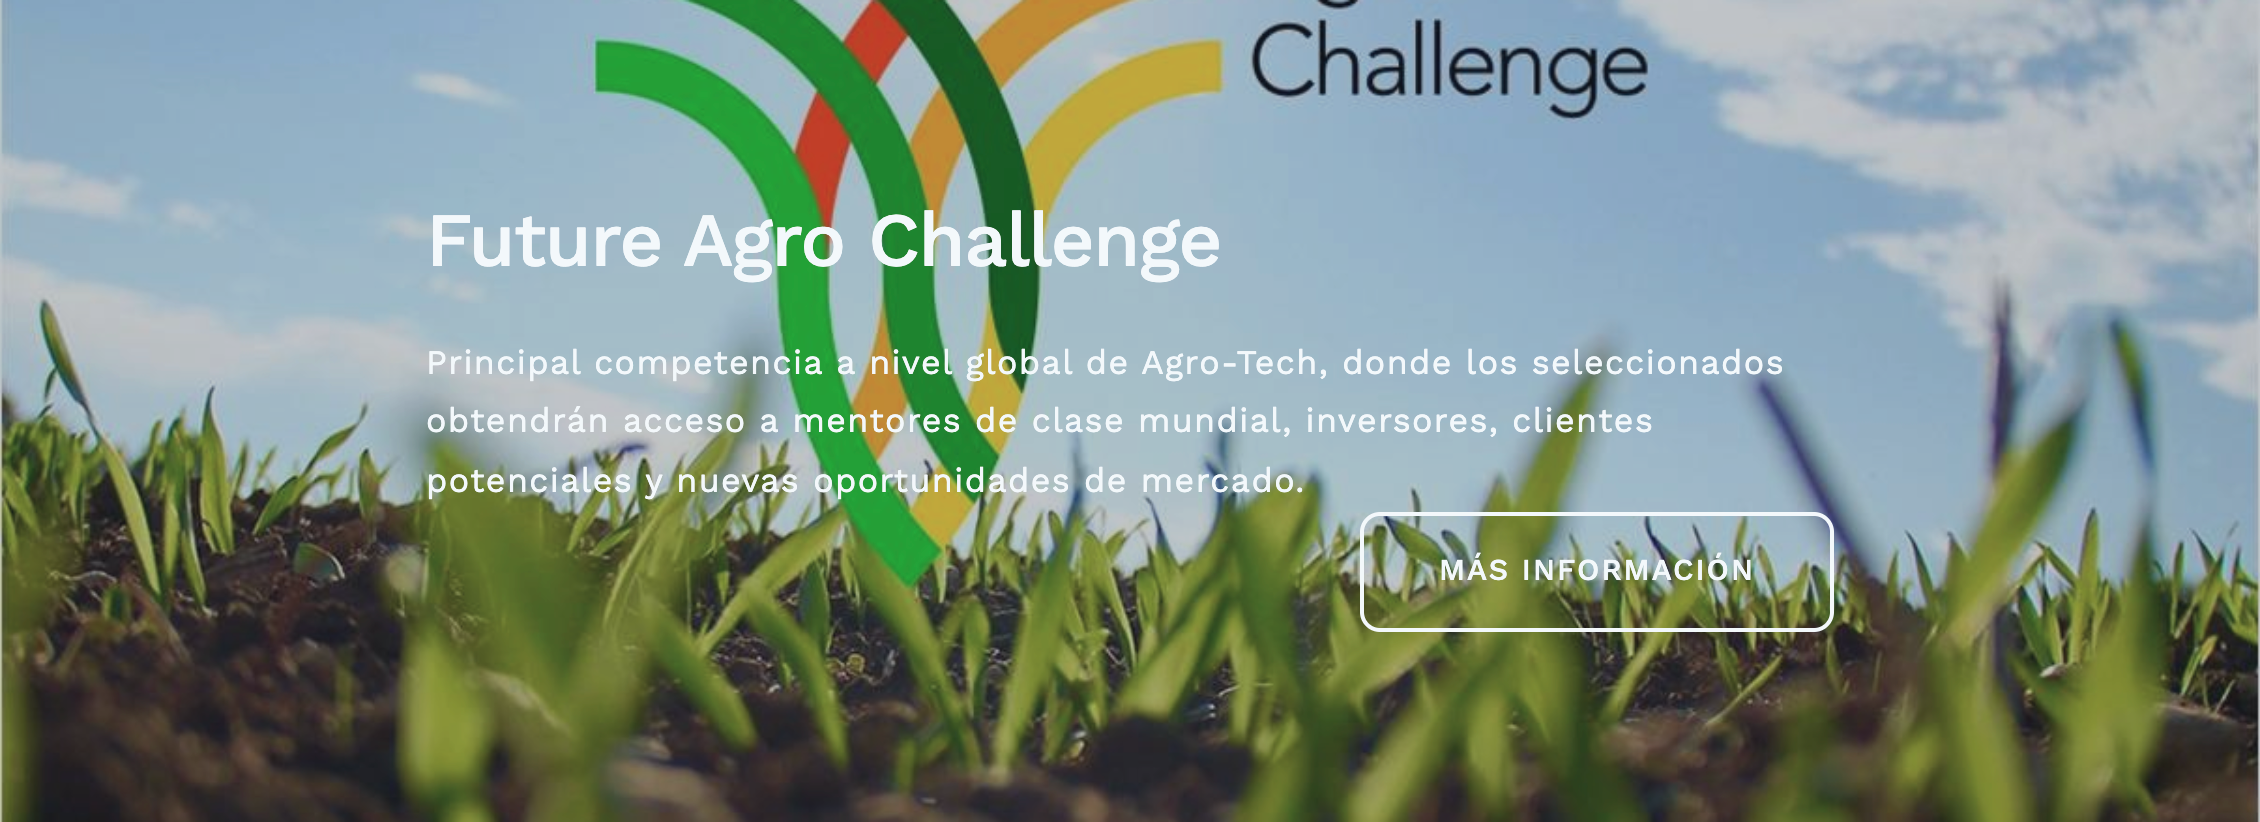 Challenge
Future Agro Challenge
Principal competencia a nivel global de Agro-Tech, donde los seleccionados
obtendrán acceso a mentores de clase mundial, inversores, clientes
potenciales y nuevas oportunidades de mercado.
MÁS INFORMACIÓN